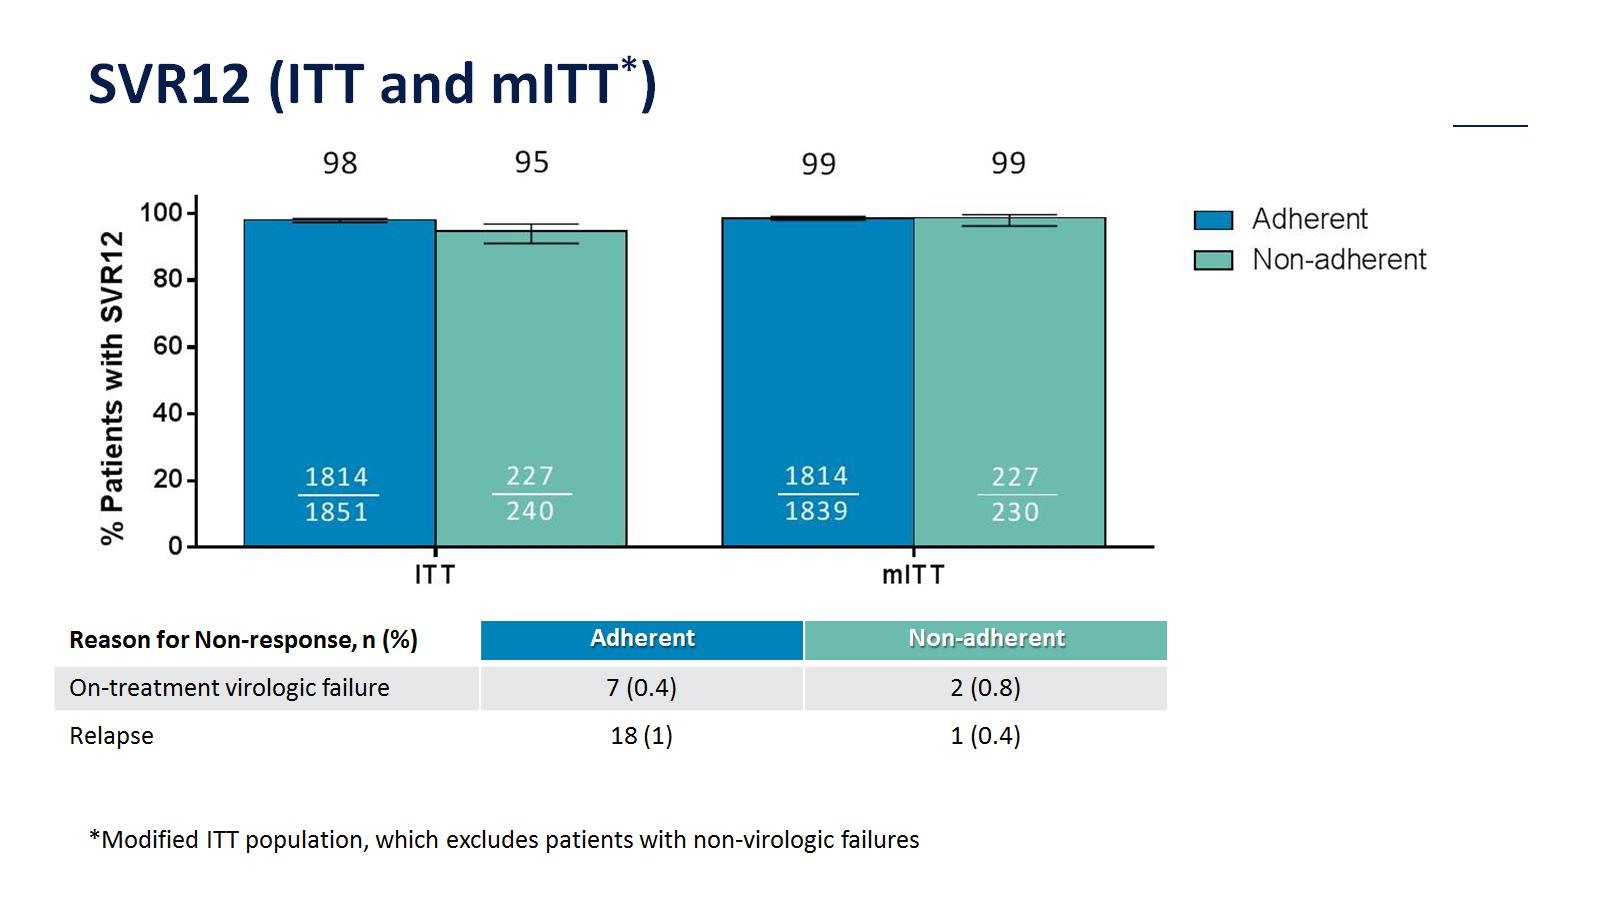 SVR12 (ITT and mITT*)
98 95 99 99
% Patients with SVR12
100
80
60
40
20
0
1814
1851
227
240
1814
1839
227
230
ITT mITT
Adherent
Non-adherent
Reason for Non-response, n (%) Adherent Non-adherent
On-treatment virologic failure 7 (0.4) 2 (0.8)
Relapse 18 (1) 1 (0.4)
*Modified ITT population, which excludes patients with non-virologic failures